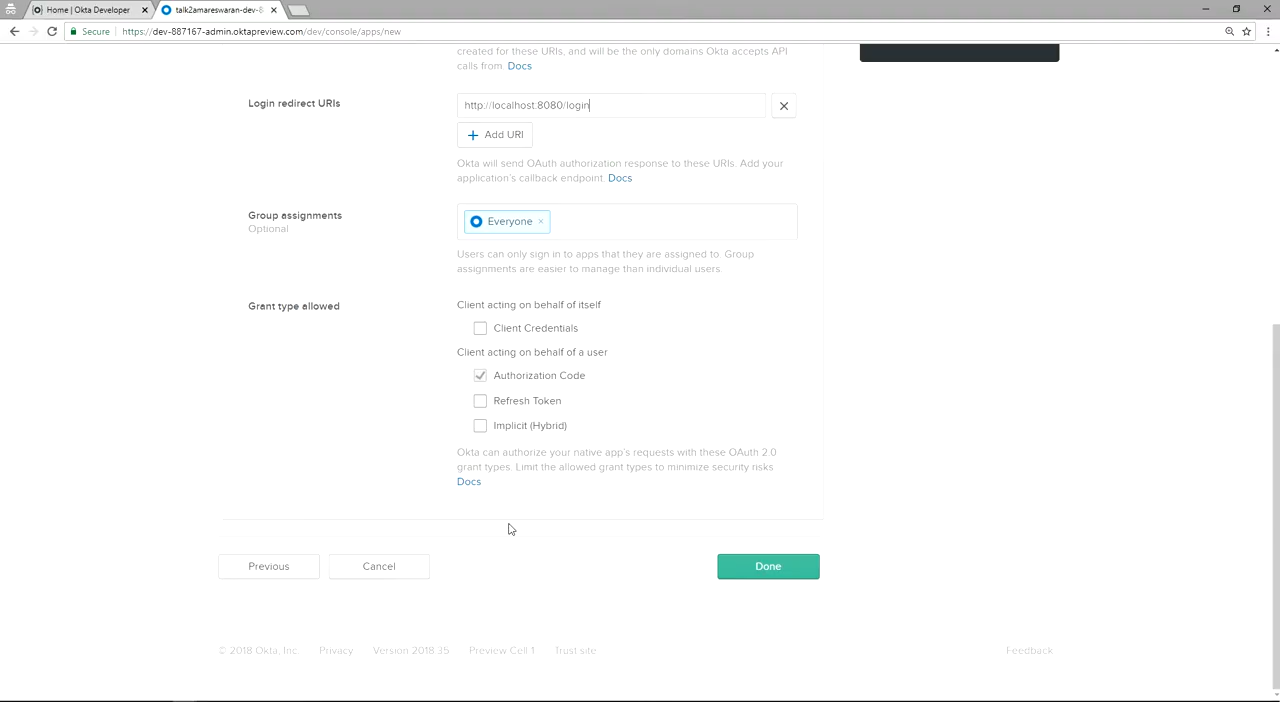 Home | Okta Developer
talk2amareswaran-dev-8
Secure
https://dev-887167-admin.oktapreview.com/dev/console/apps/new
created for these URIs, and will be the only domains Okta accepts API
calls from. Docs
Login redirect URIs
http://localhost:8080/login
Add URI
Okta will send OAuth authorization response to these URIs. Add your
application's callback endpoint. Docs
Group assignments
Optional
Everyone
Users can only sign in to apps that they are assigned to. Group
assignments are easier to manage than individual users.
Grant type allowed
Client acting on behalf of itself
Client Credentials
Client acting on behalf of a user
Authorization Code
Refresh Token
Implicit (Hybrid)
Okta can authorize your native app's requests with these OAuth 2.0
grant types. Limit the allowed grant types to minimize security risks
Docs
Previous
Cancel
Done
© 2018 Okta, Inc.
Privacy
Version 2018.35
Preview Cell 1
Trust site
Feedback